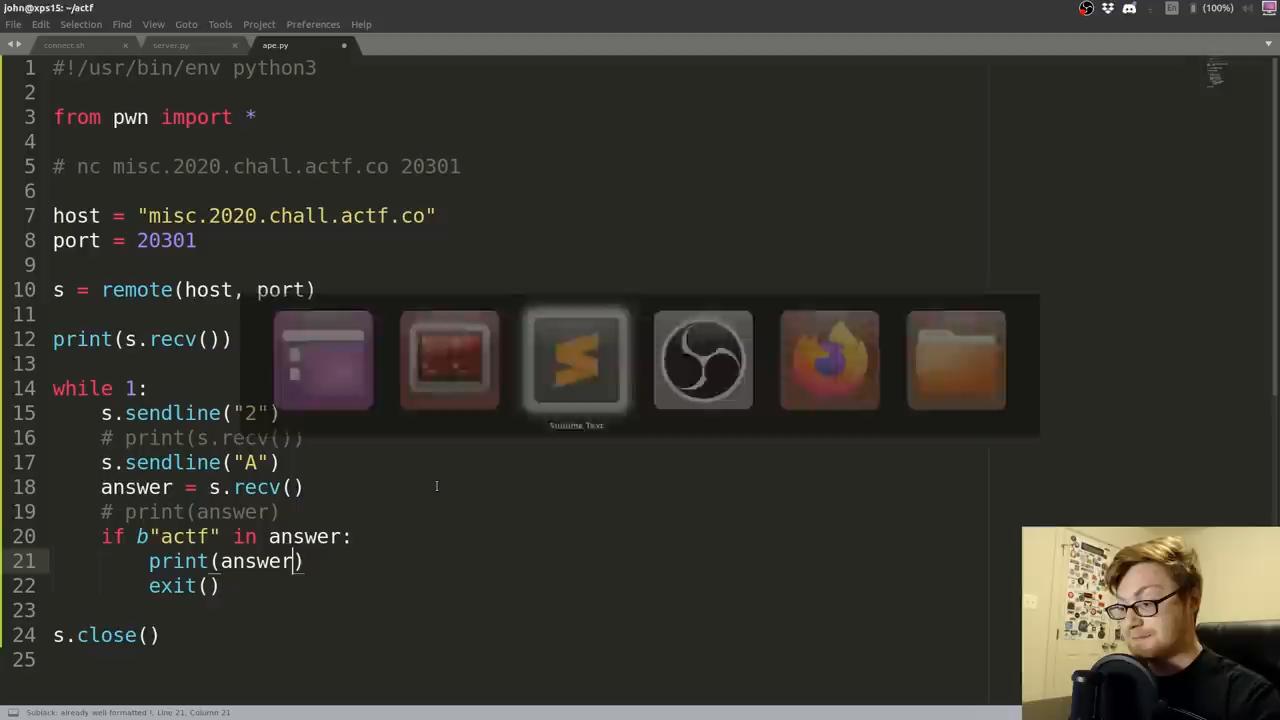 john@xps15: ~/actf
En (100%)
File Edit Selection Find View Goto Tools Project Preferences Help
connect.sh × server.py × ape.py
1 #!/usr/bin/env python3
2
3 from pwn import *
4
5 # nc misc.2020.chall.actf.co 20301
6
7 host = "misc.2020.chall.actf.co"
8 port = 20301
9
10 s = remote(host, port)
11
12 print(s.recv())
13
14 while 1:
15 s.sendline("2")
16 # print(s.recv())
17 s.sendline("A")
18 answer = s.recv()
19 # print(answer)
20 if b"actf" in answer:
21 print(answer)
22 exit()
23
24 s.close()
25
Sublime Text
Sublack: already well formatted !, Line 21, Column 21